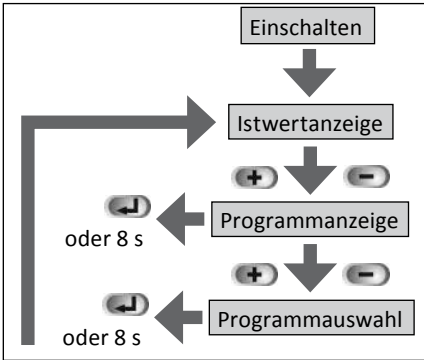 Einschalten
Istwertanzeige
+ -
Programmanzeige
oder 8 s
+ -
Programmauswahl
oder 8 s